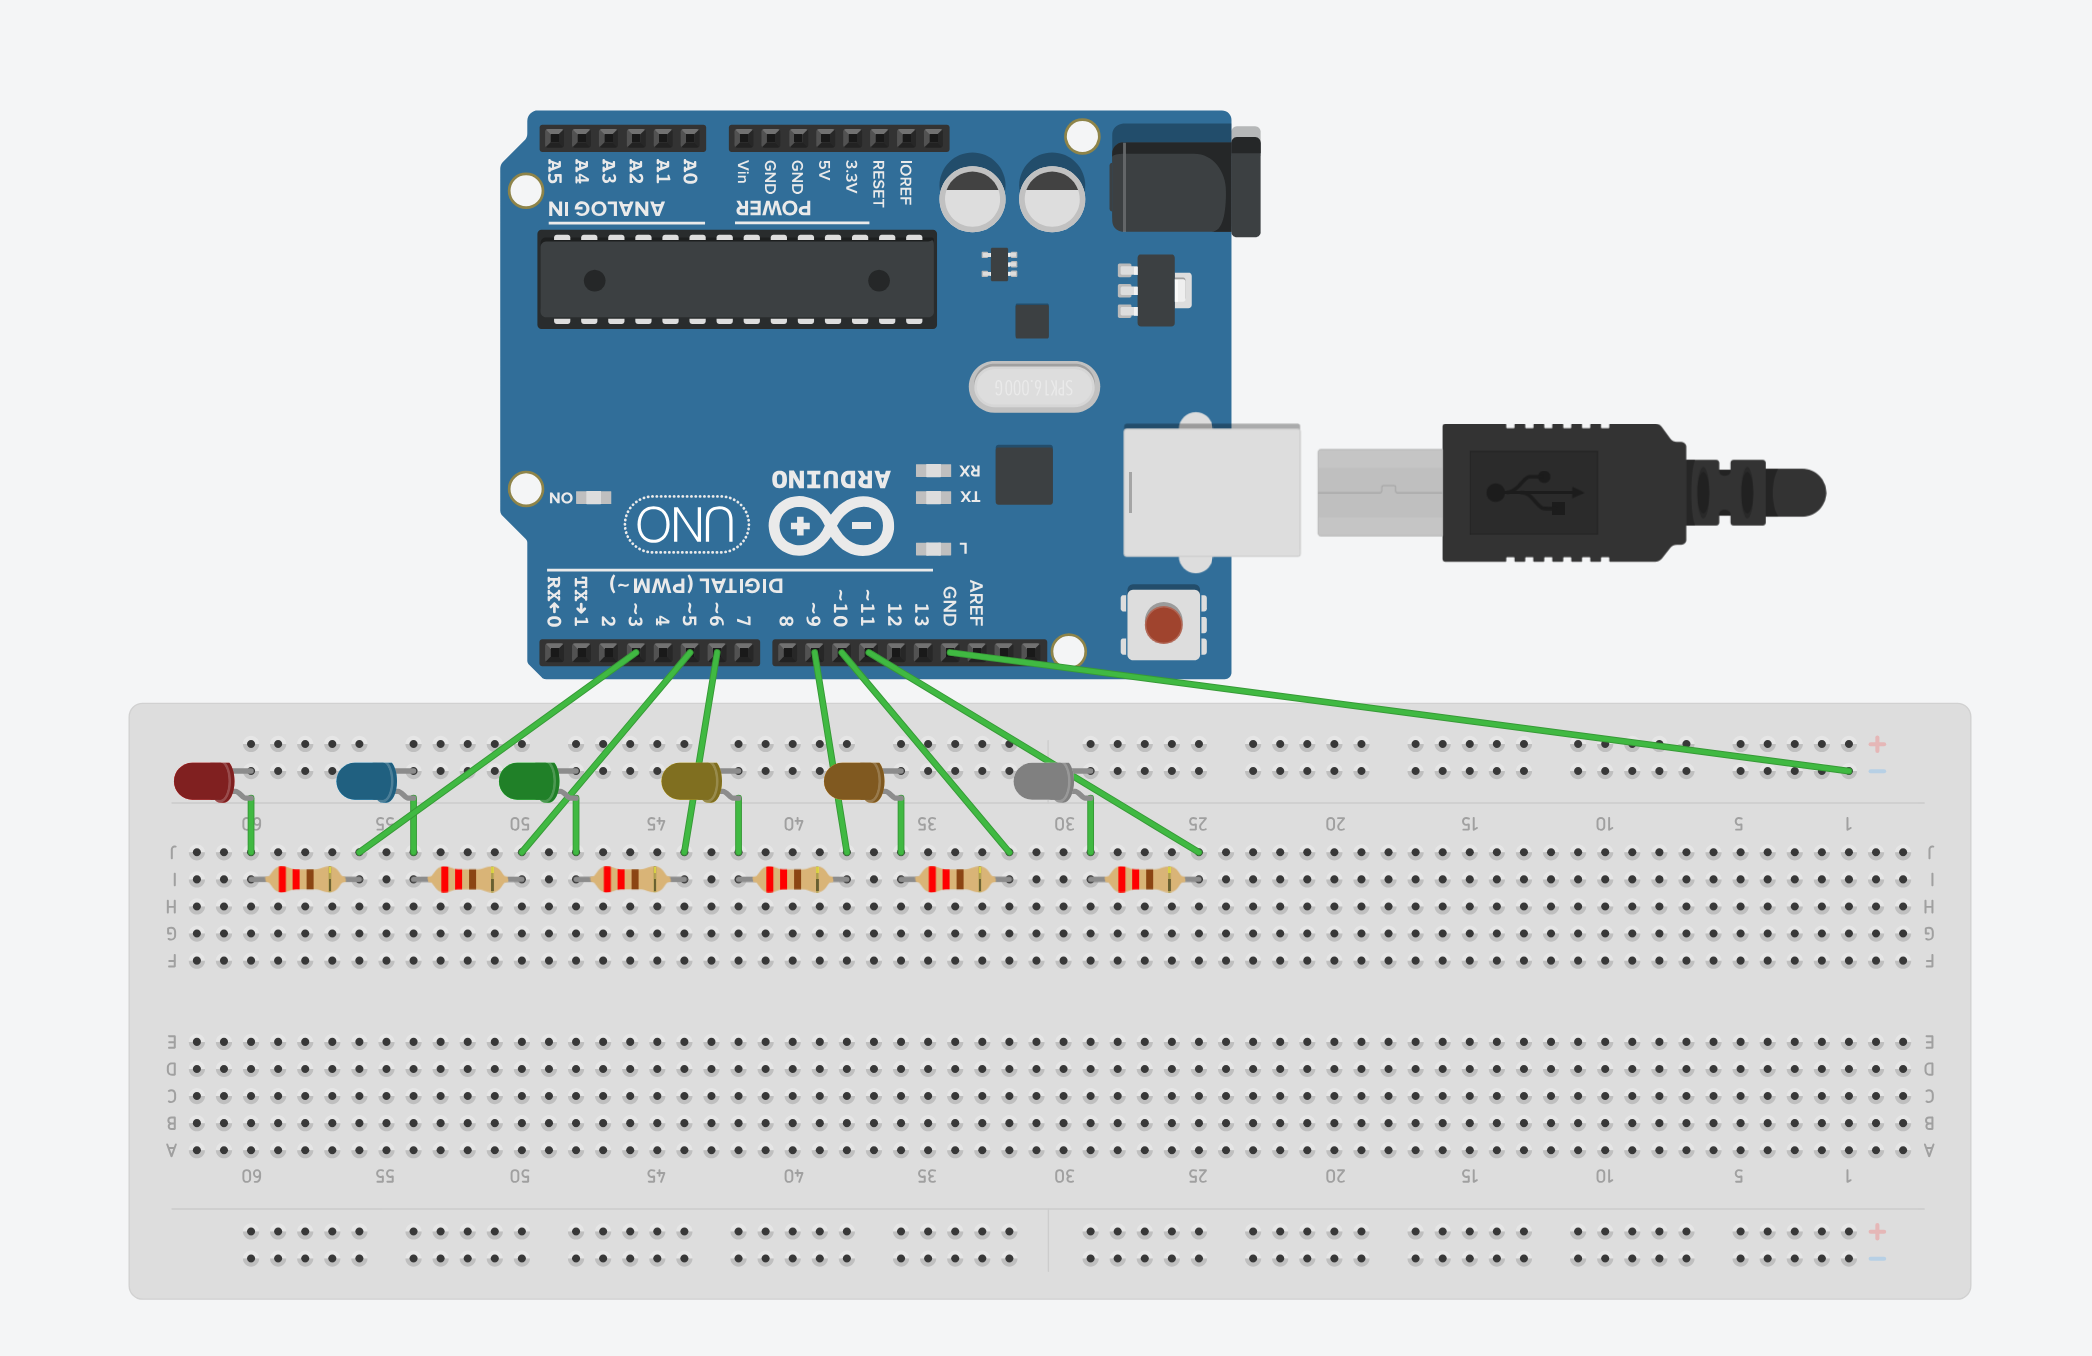 A5 A4 A3 A2 A1 A0 Vin GND GND 5V 3.3V RESET IOREF
ANALOG IN POWER
SPKT6.000G
RX
ARDUINO
TX
ON
UNO
L
DIGITAL (PWM ~)
RX←0 TX→1 2 ~3 4 ~5 ~6 7 8 ~9 ~10 ~11 12 13 GND AREF
+
−
60 55 50 45 40 35 30 25 20 15 10 5 1
J J
I I
H H
G G
F F
E E
D D
C C
B B
A A
60 55 50 45 40 35 30 25 20 15 10 5 1
+
−